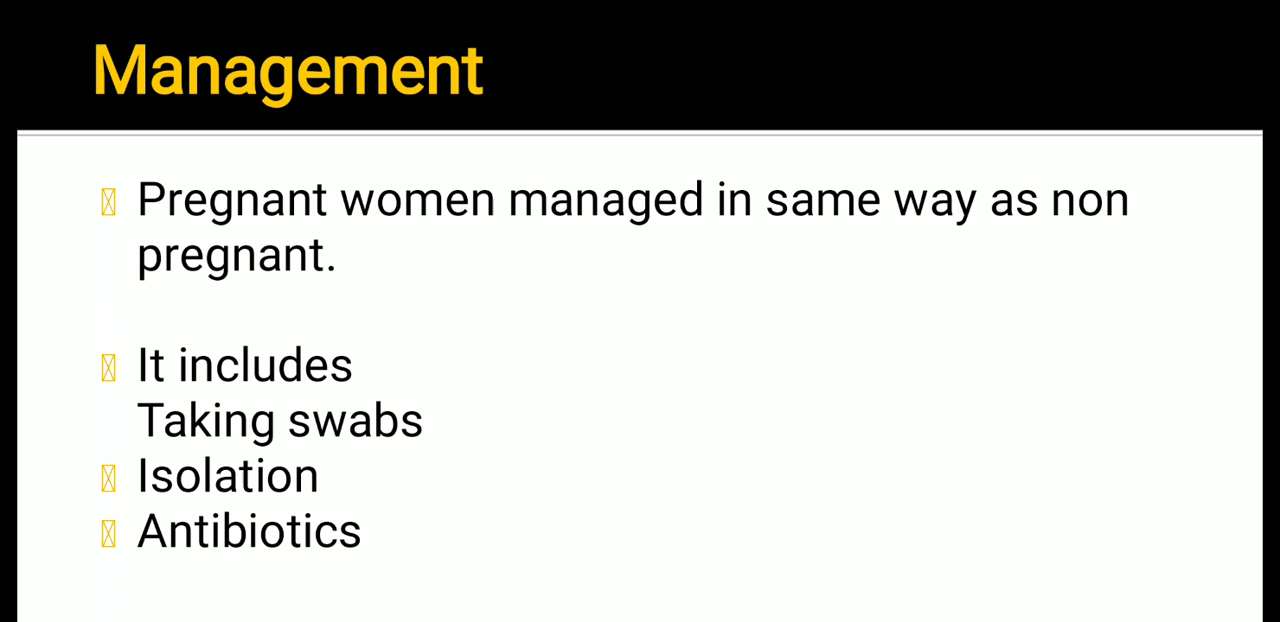 Management
Pregnant women managed in same way as non
pregnant.
It includes
Taking swabs
Isolation
Antibiotics